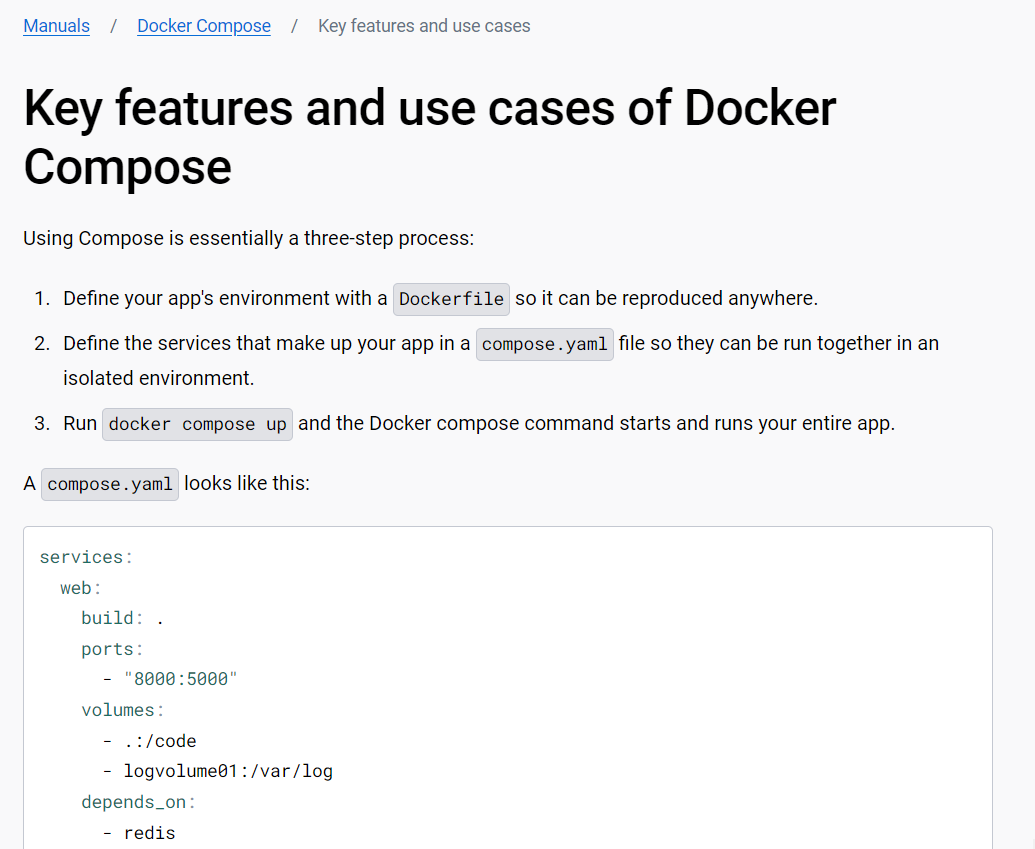 Manuals / Docker Compose / Key features and use cases
Key features and use cases of Docker
Compose
Using Compose is essentially a three-step process:
1. Define your app's environment with a Dockerfile so it can be reproduced anywhere.
2. Define the services that make up your app in a compose.yaml file so they can be run together in an
isolated environment.
3. Run docker compose up and the Docker compose command starts and runs your entire app.
A compose.yaml looks like this:
services:
  web:
    build: .
    ports:
      - "8000:5000"
    volumes:
      - .:/code
      - logvolume01:/var/log
    depends_on:
      - redis